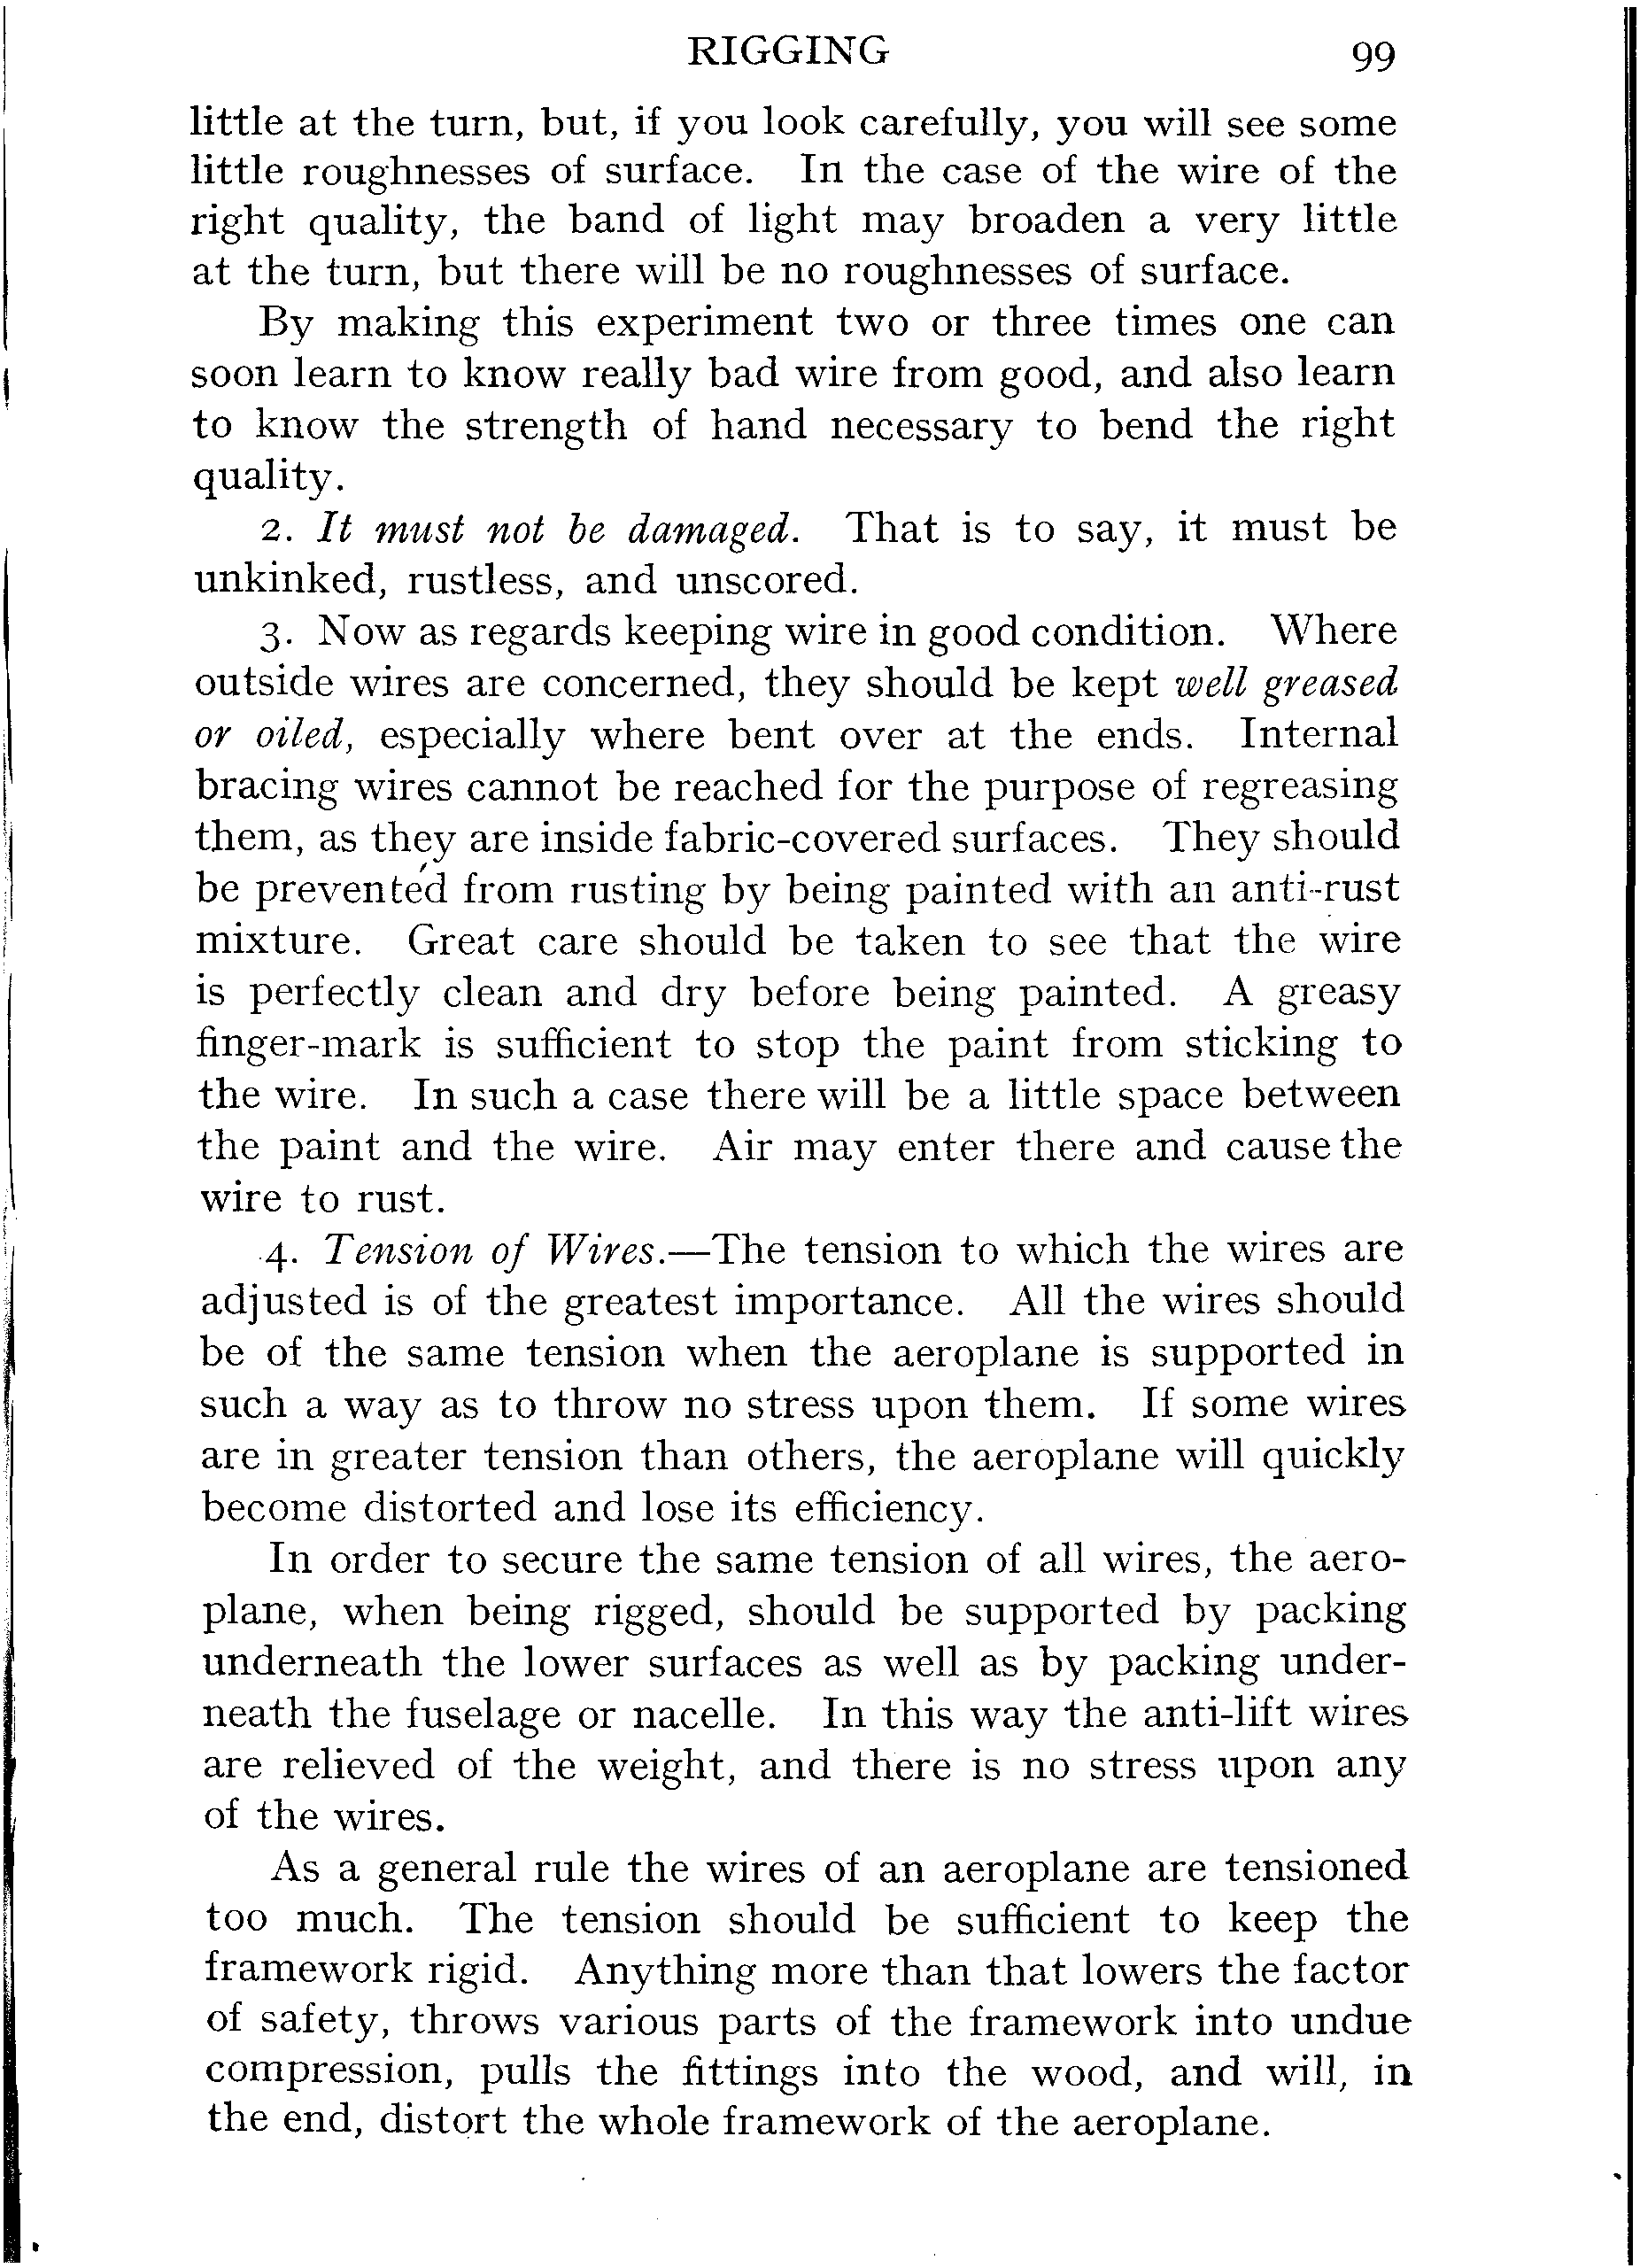 RIGGING 99
little at the turn, but, if you look carefully, you will see some
little roughnesses of surface. In the case of the wire of the
right quality, the band of light may broaden a very little
at the turn, but there will be no roughnesses of surface.
By making this experiment two or three times one can
soon learn to know really bad wire from good, and also learn
to know the strength of hand necessary to bend the right
quality.
2. It must not be damaged. That is to say, it must be
unkinked, rustless, and unscored.
3. Now as regards keeping wire in good condition. Where
outside wires are concerned, they should be kept well greased
or oiled, especially where bent over at the ends. Internal
bracing wires cannot be reached for the purpose of regreasing
them, as they are inside fabric-covered surfaces. They should
be prevented from rusting by being painted with an anti-rust
mixture. Great care should be taken to see that the wire
is perfectly clean and dry before being painted. A greasy
finger-mark is sufficient to stop the paint from sticking to
the wire. In such a case there will be a little space between
the paint and the wire. Air may enter there and cause the
wire to rust.
4. Tension of Wires.—The tension to which the wires are
adjusted is of the greatest importance. All the wires should
be of the same tension when the aeroplane is supported in
such a way as to throw no stress upon them. If some wires
are in greater tension than others, the aeroplane will quickly
become distorted and lose its efficiency.
In order to secure the same tension of all wires, the aero-
plane, when being rigged, should be supported by packing
underneath the lower surfaces as well as by packing under-
neath the fuselage or nacelle. In this way the anti-lift wires
are relieved of the weight, and there is no stress upon any
of the wires.
As a general rule the wires of an aeroplane are tensioned
too much. The tension should be sufficient to keep the
framework rigid. Anything more than that lowers the factor
of safety, throws various parts of the framework into undue
compression, pulls the fittings into the wood, and will, in
the end, distort the whole framework of the aeroplane.